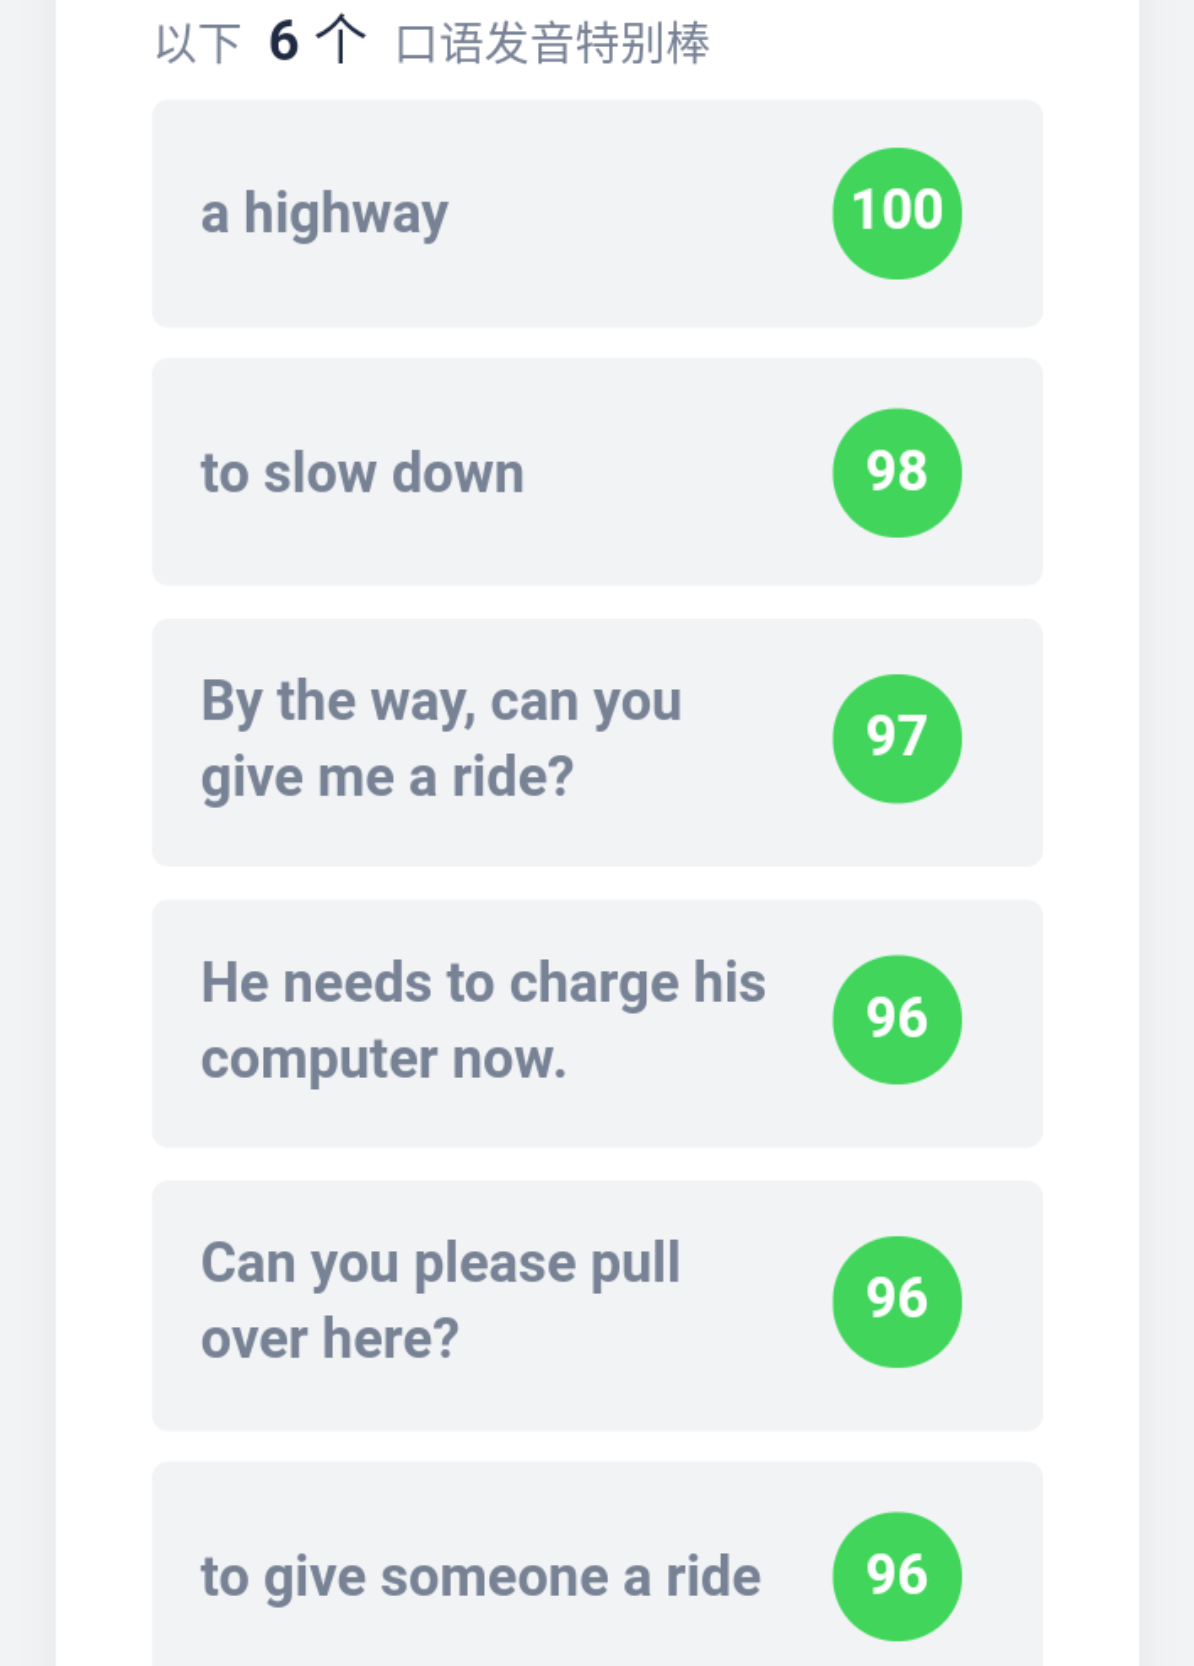 以下 6 个 口语发音特别棒
a highway
100
to slow down
98
By the way, can you
give me a ride?
97
He needs to charge his
computer now.
96
Can you please pull
over here?
96
to give someone a ride
96